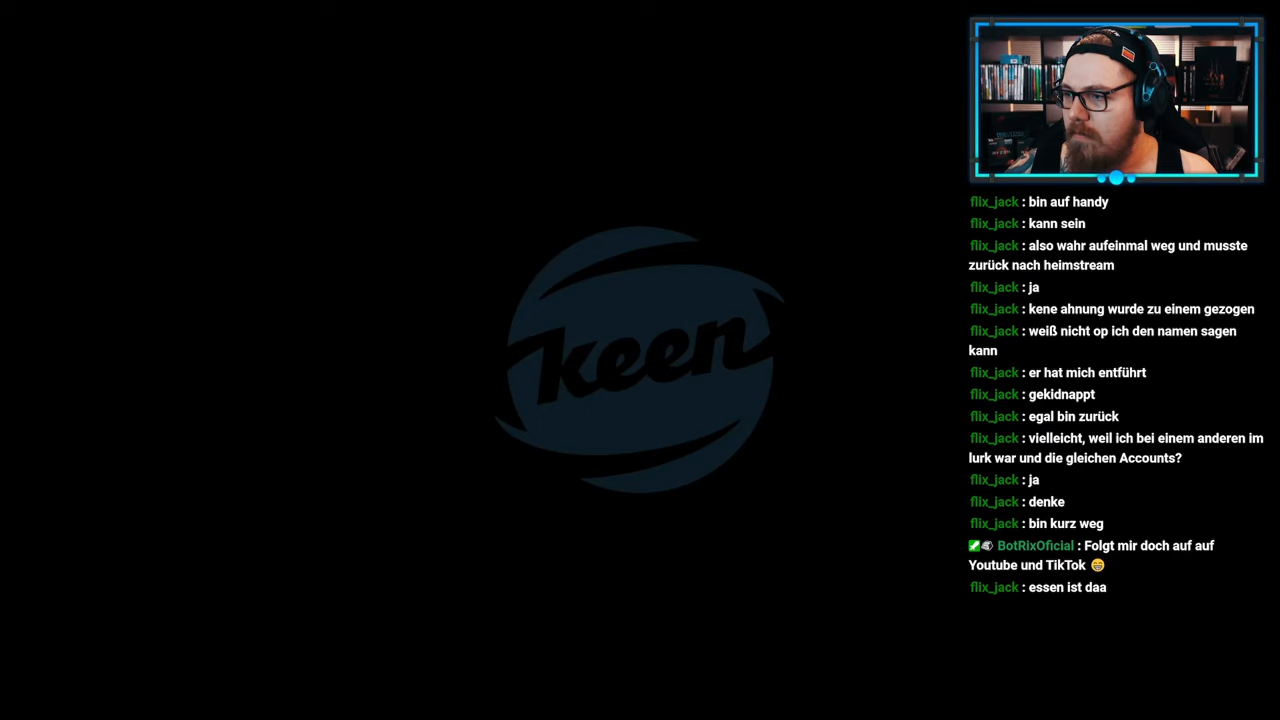 keen
flix_jack : bin auf handy
flix_jack : kann sein
flix_jack : also wahr aufeinmal weg und musste
zurück nach heimstream
flix_jack : ja
flix_jack : kene ahnung wurde zu einem gezogen
flix_jack : weiß nicht op ich den namen sagen
kann
flix_jack : er hat mich entführt
flix_jack : gekidnappt
flix_jack : egal bin zurück
flix_jack : vielleicht, weil ich bei einem anderen im
lurk war und die gleichen Accounts?
flix_jack : ja
flix_jack : denke
flix_jack : bin kurz weg
BotRixOficial : Folgt mir doch auf auf
Youtube und TikTok 😁
flix_jack : essen ist daa